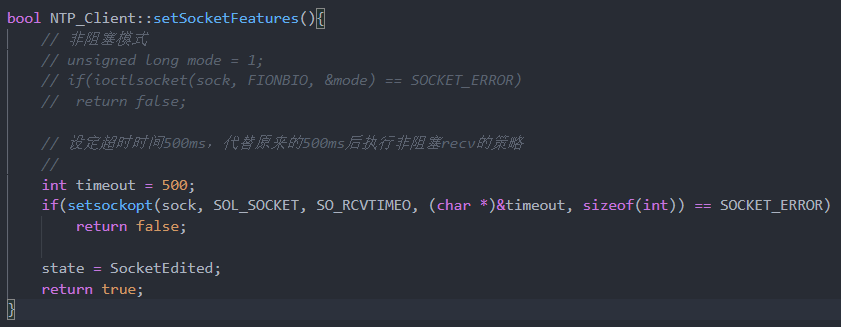 bool NTP_Client::setSocketFeatures(){
// 非阻塞模式
// unsigned long mode = 1;
// if(ioctlsocket(sock, FIONBIO, &mode) == SOCKET_ERROR)
//  return false;
// 设定超时时间500ms，代替原来的500ms后执行非阻塞recv的策略
//
int timeout = 500;
if(setsockopt(sock, SOL_SOCKET, SO_RCVTIMEO, (char *)&timeout, sizeof(int)) == SOCKET_ERROR)
return false;
state = SocketEdited;
return true;
}